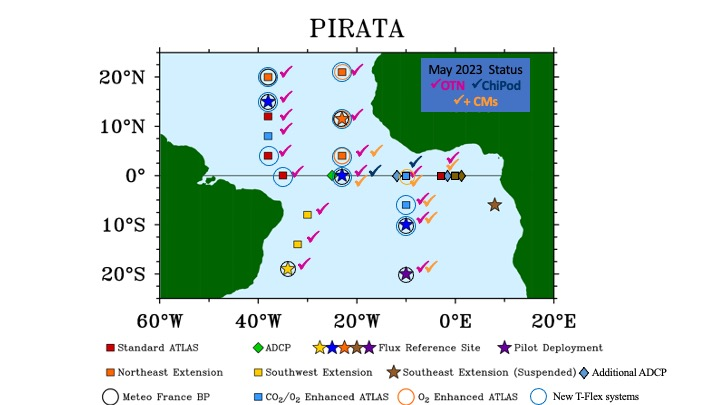 PIRATA
May 2023 Status
OTN ChiPod
+ CMs
20°N
10°N
0°
10°S
20°S
60°W 40°W 20°W 0°E 20°E
Standard ATLAS ADCP Flux Reference Site Pilot Deployment
Northeast Extension Southwest Extension Southeast Extension (Suspended) Additional ADCP
Meteo France BP CO2/O2 Enhanced ATLAS O2 Enhanced ATLAS New T-Flex systems